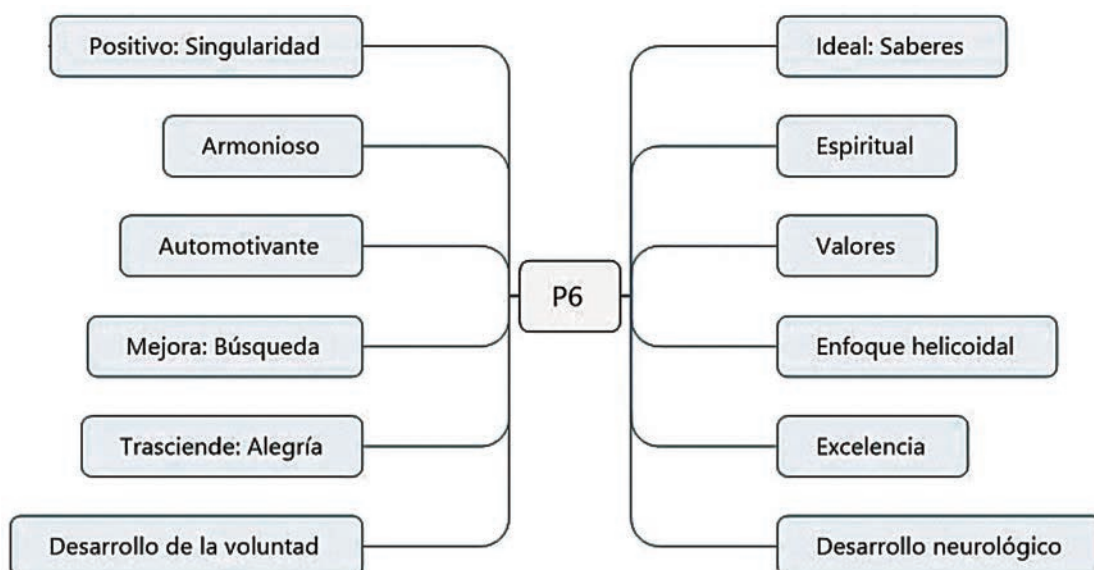 Positivo: Singularidad
Armonioso
Automotivante
Mejora: Búsqueda
Trasciende: Alegría
Desarrollo de la voluntad
P6
Ideal: Saberes
Espiritual
Valores
Enfoque helicoidal
Excelencia
Desarrollo neurológico